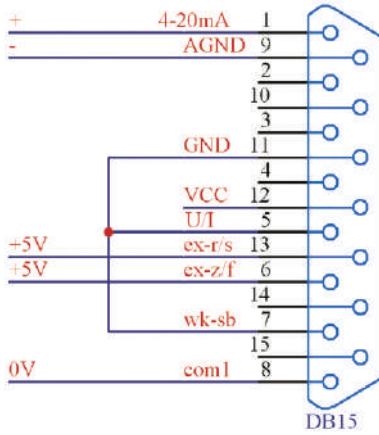 + 4-20mA 1
- AGND 9
2
10
3
GND 11
4
VCC 12
U/I 5
+5V ex-r/s 13
+5V ex-z/f 6
14
wk-sb 7
15
0V com1 8
DB15